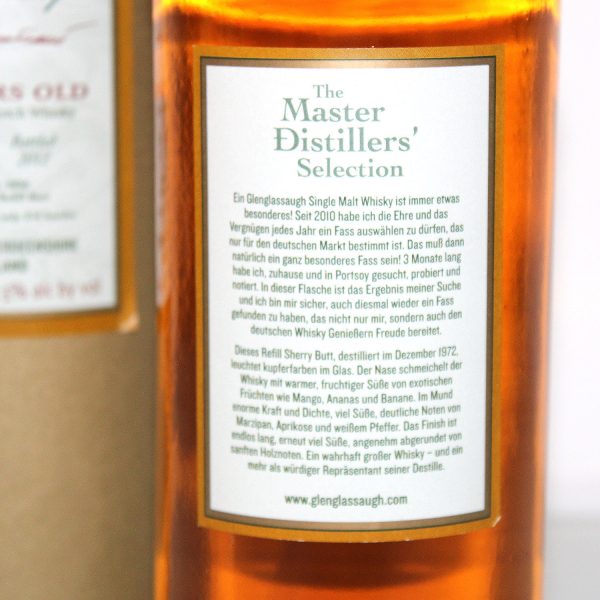 RS OLD
The
Master
Distillers'
Selection
Ein Glenglassaugh Single Malt Whisky ist immer etwas
besonderes! Seit 2010 habe ich die Ehre und das
Vergnügen jedes Jahr ein Fass auswählen zu dürfen, das
nur für den deutschen Markt bestimmt ist. Das muß dann
natürlich ein ganz besonderes Fass sein! 3 Monate lang
habe ich, zuhause und in Portsoy gesucht, probiert und
notiert. In dieser Flasche ist das Ergebnis meiner Suche
und ich bin mir sicher, auch diesmal wieder ein Fass
gefunden zu haben, das nicht nur mir, sondern auch den
deutschen Whisky Genießern Freude bereitet.
Dieses Refill Sherry Butt, destilliert im Dezember 1972,
leuchtet kupferfarben im Glas. Der Nase schmeichelt der
Whisky mit warmer, fruchtiger Süße von exotischen
Früchten wie Mango, Ananas und Banane. Im Mund
enorme Kraft und Dichte, viel Süße, deutliche Noten von
Marzipan, Aprikose und weißem Pfeffer. Das Finish ist
endlos lang, erneut viel Süße, angenehm abgerundet von
sanften Holznoten. Ein wahrhaft großer Whisky – und ein
mehr als würdiger Repräsentant seiner Destille.
www.glenglassaugh.com